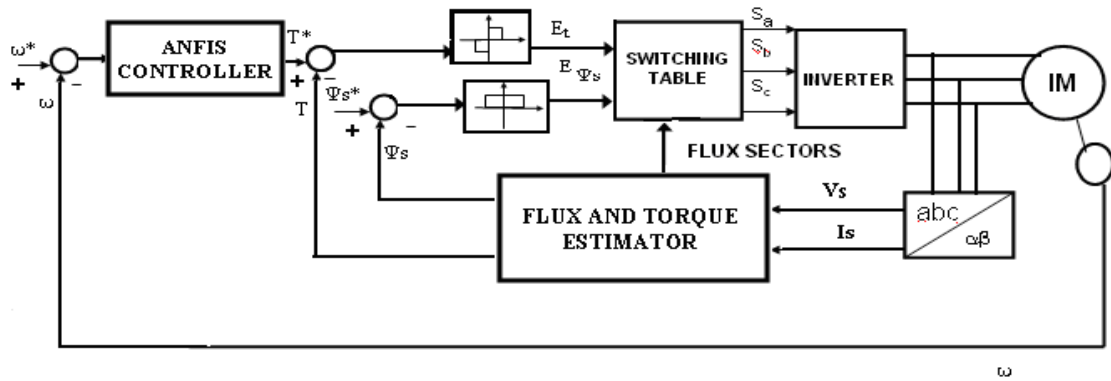 ω*
+
-
ω
ANFIS
CONTROLLER
T*
+
-
T
Ψs*
+
-
Ψs
Et
E Ψs
SWITCHING
TABLE
Sa
Sb
Sc
INVERTER
IM
FLUX SECTORS
FLUX AND TORQUE
ESTIMATOR
Vs
Is
abc
αβ
ω